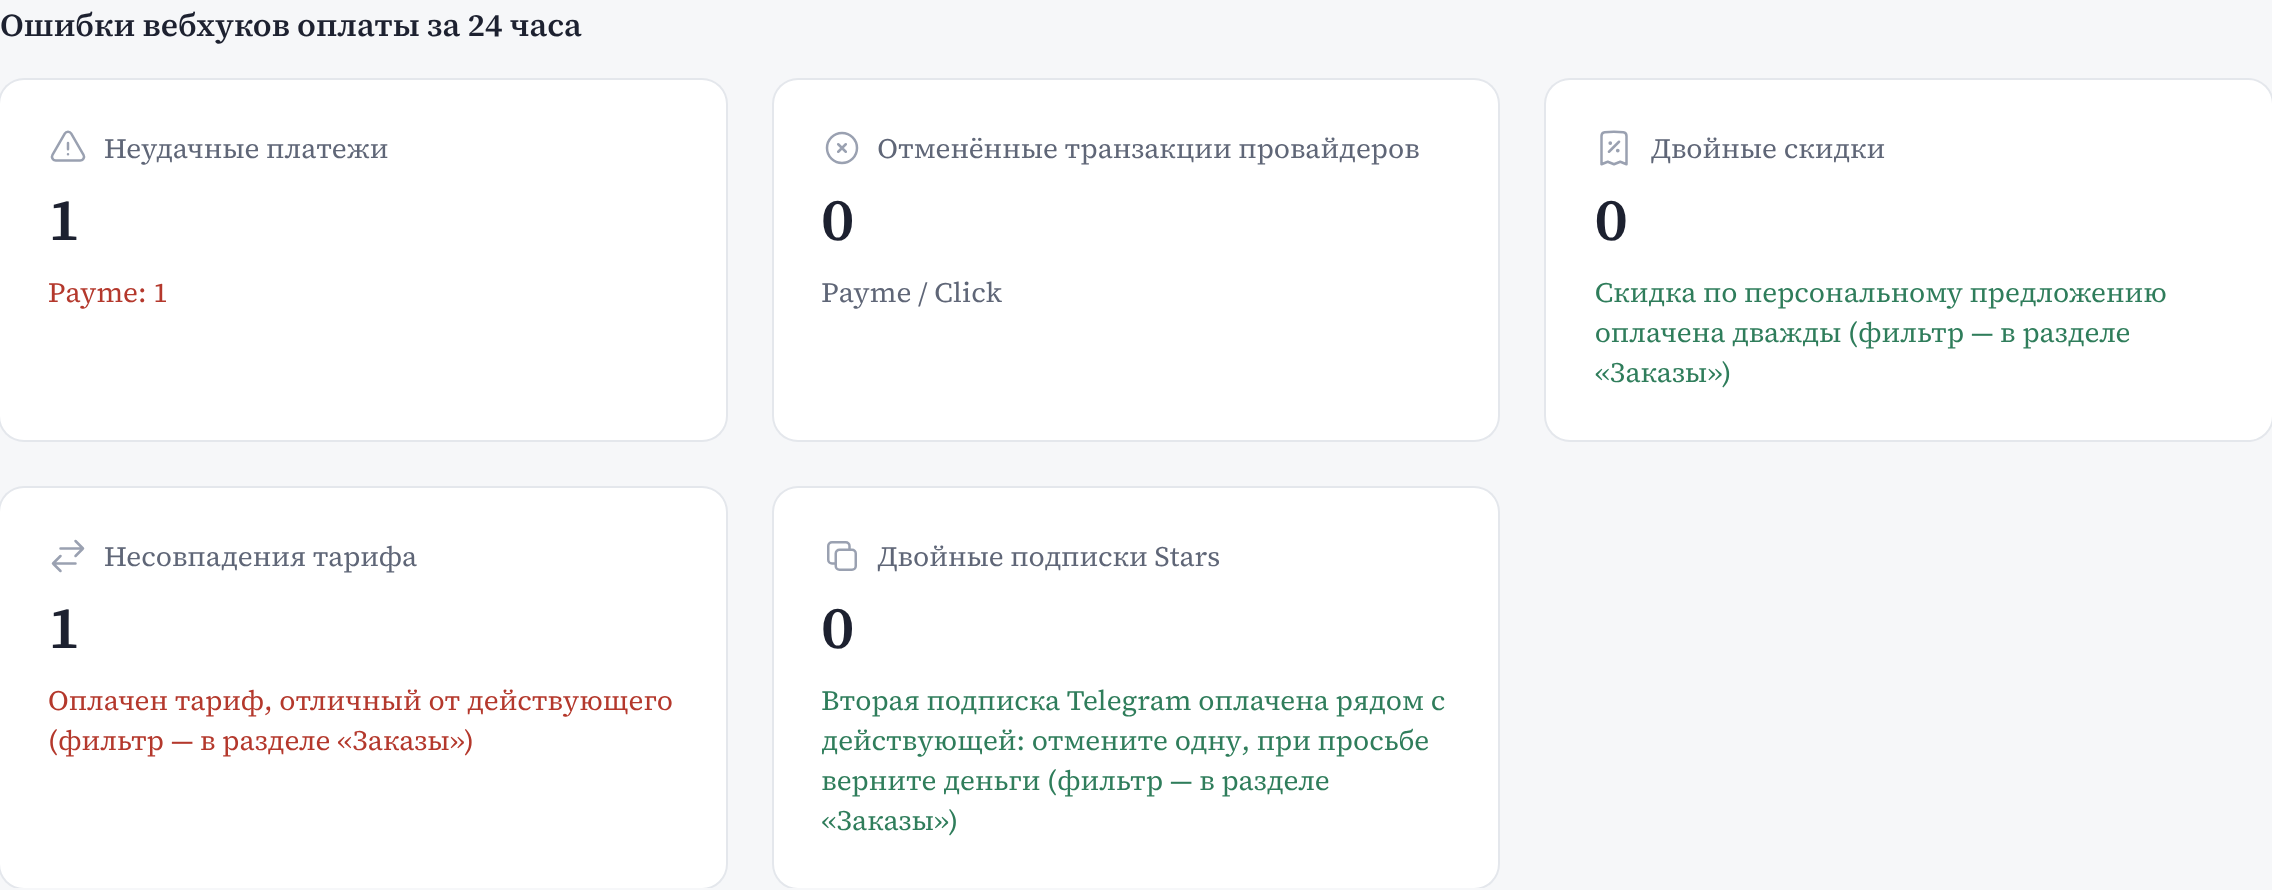 Ошибки вебхуков оплаты за 24 часа
Неудачные платежи
1
Payme: 1
Отменённые транзакции провайдеров
0
Payme / Click
Двойные скидки
0
Скидка по персональному предложению
оплачена дважды (фильтр — в разделе
«Заказы»)
Несовпадения тарифа
1
Оплачен тариф, отличный от действующего
(фильтр — в разделе «Заказы»)
Двойные подписки Stars
0
Вторая подписка Telegram оплачена рядом с
действующей: отмените одну, при просьбе
верните деньги (фильтр — в разделе
«Заказы»)